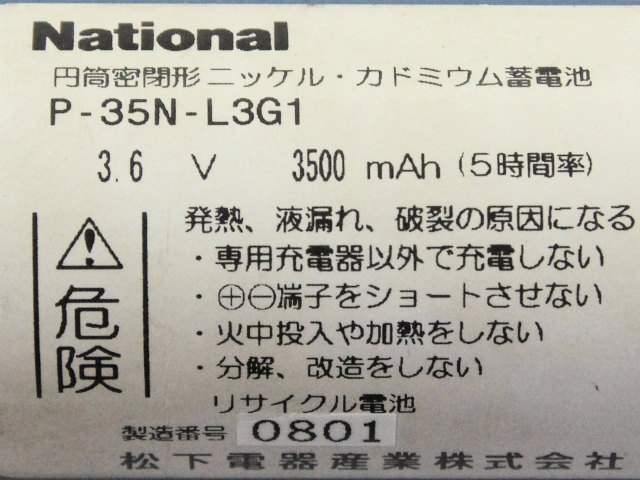 National
円筒密閉形ニッケル・カドミウム蓄電池
P-35N-L3G1
3.6 V 3500 mAh (5時間率)
発熱、液漏れ、破裂の原因になる
・専用充電器以外で充電しない
・⊕⊖端子をショートさせない
・火中投入や加熱をしない
・分解、改造をしない
危険
リサイクル電池
製造番号 0801
松下電器産業株式会社